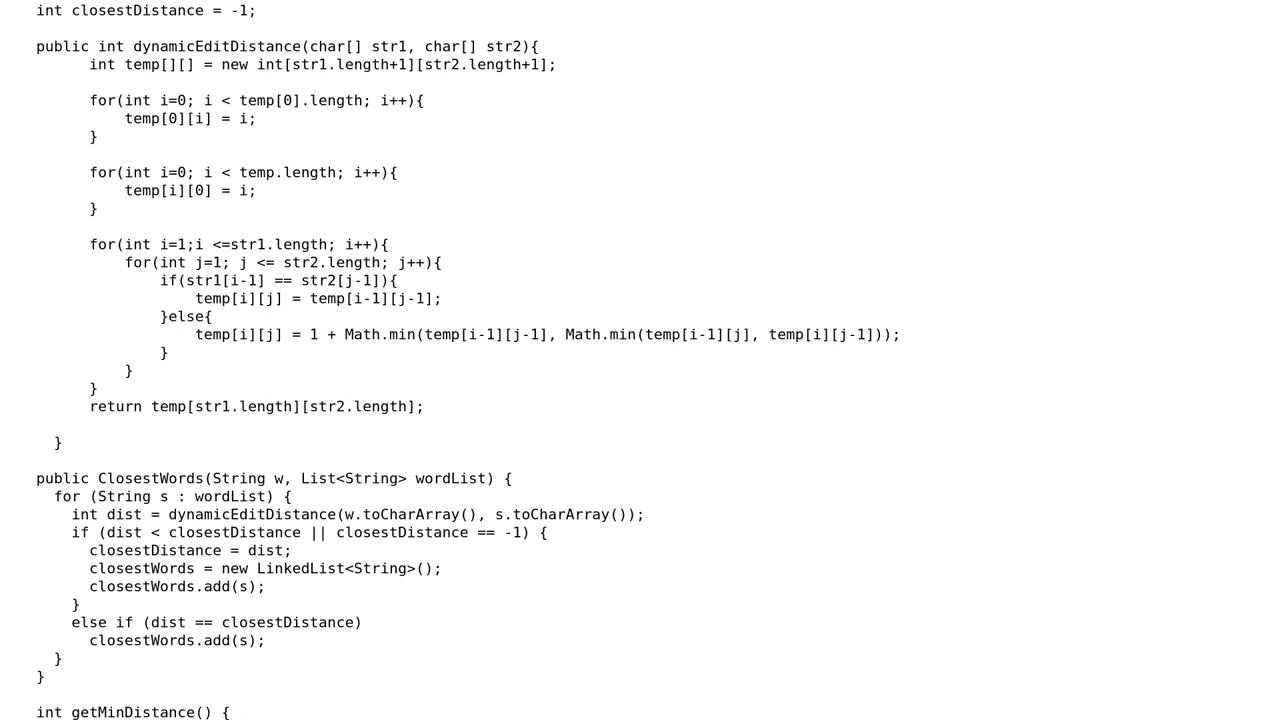 int closestDistance = -1;
public int dynamicEditDistance(char[] str1, char[] str2){
int temp[][] = new int[str1.length+1][str2.length+1];
for(int i=0; i < temp[0].length; i++){
temp[0][i] = i;
}
for(int i=0; i < temp.length; i++){
temp[i][0] = i;
}
for(int i=1;i <=str1.length; i++){
for(int j=1; j <= str2.length; j++){
if(str1[i-1] == str2[j-1]){
temp[i][j] = temp[i-1][j-1];
}else{
temp[i][j] = 1 + Math.min(temp[i-1][j-1], Math.min(temp[i-1][j], temp[i][j-1]));
}
}
}
return temp[str1.length][str2.length];
}
public ClosestWords(String w, List<String> wordList) {
for (String s : wordList) {
int dist = dynamicEditDistance(w.toCharArray(), s.toCharArray());
if (dist < closestDistance || closestDistance == -1) {
closestDistance = dist;
closestWords = new LinkedList<String>();
closestWords.add(s);
}
else if (dist == closestDistance)
closestWords.add(s);
}
}
int getMinDistance() {